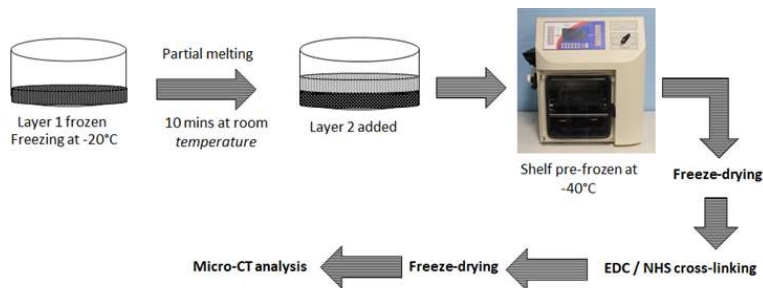 Partial melting
Layer 1 frozen
Freezing at -20°C
10 mins at room
temperature
Layer 2 added
Shelf pre-frozen at
-40°C
Freeze-drying
EDC / NHS cross-linking
Freeze-drying
Micro-CT analysis